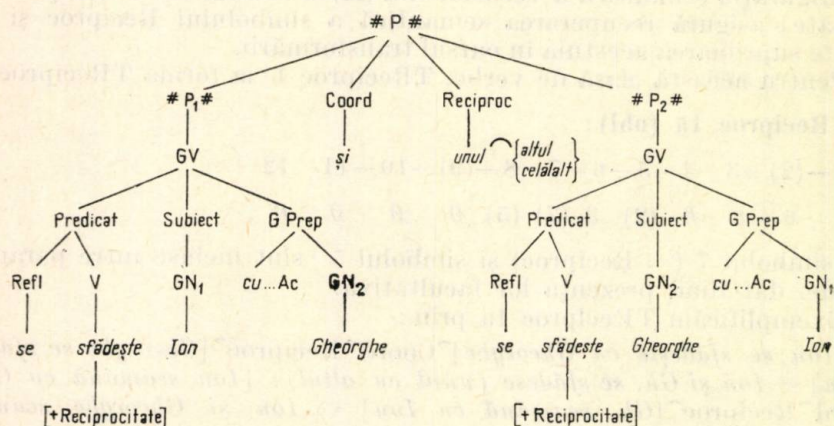 # P #
# P₁ # Coord Reciproc # P₂ #
și unul { altul
celălalt
GV GV
Predicat Subiect G Prep Predicat Subiect G Prep
Refl V GN₁ cu...Ac GN₂ Refl V GN₂ cu...Ac GN₁
se sfădește Ion Gheorghe se sfădește Gheorghe Ion
[+Reciprocitate] [+Reciprocitate]